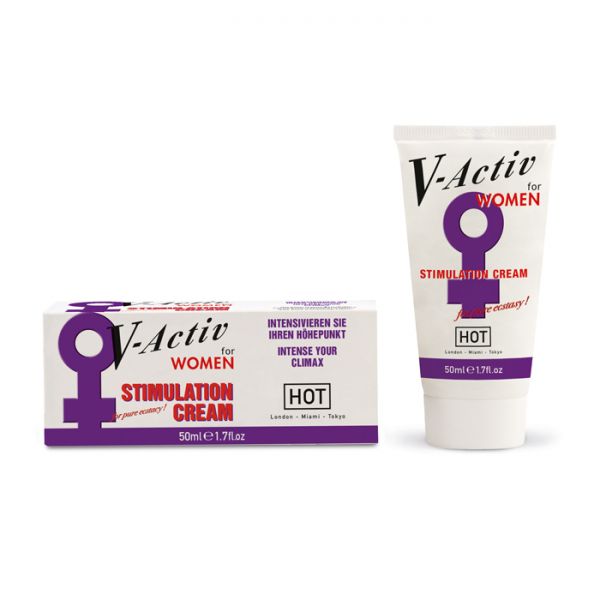 V-Activ
for
WOMEN
STIMULATION CREAM
for pure ecstasy!
HOT
London - Miami - Tokyo
50ml ℮ 1.7fl.oz
V-Activ
for
WOMEN
STIMULATION
for pure ecstacy!
CREAM
50ml ℮ 1.7fl.oz
INTENSIVIEREN SIE
IHREN HÖHEPUNKT
INTENSE YOUR
CLIMAX
HOT
London - Miami - Tokyo